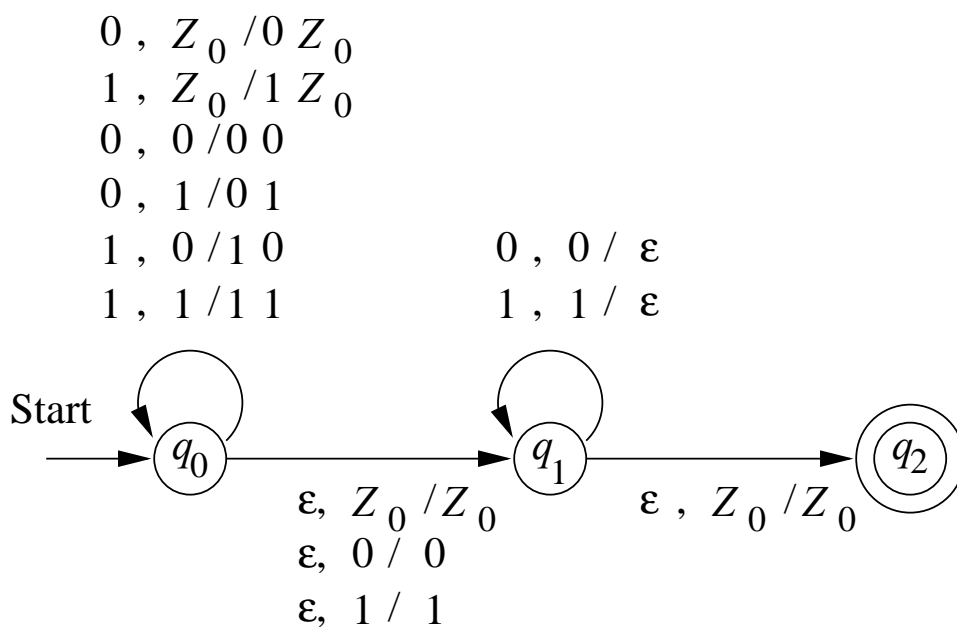 0 , Z0 /0 Z0
1 , Z0 /1 Z0
0 , 0 /0 0
0 , 1 /0 1
1 , 0 /1 0
1 , 1 /1 1
0 , 0 / ε
1 , 1 / ε
Start
q0
q1
q2
ε, Z0 /Z0
ε, 0 / 0
ε, 1 / 1
ε , Z0 /Z0